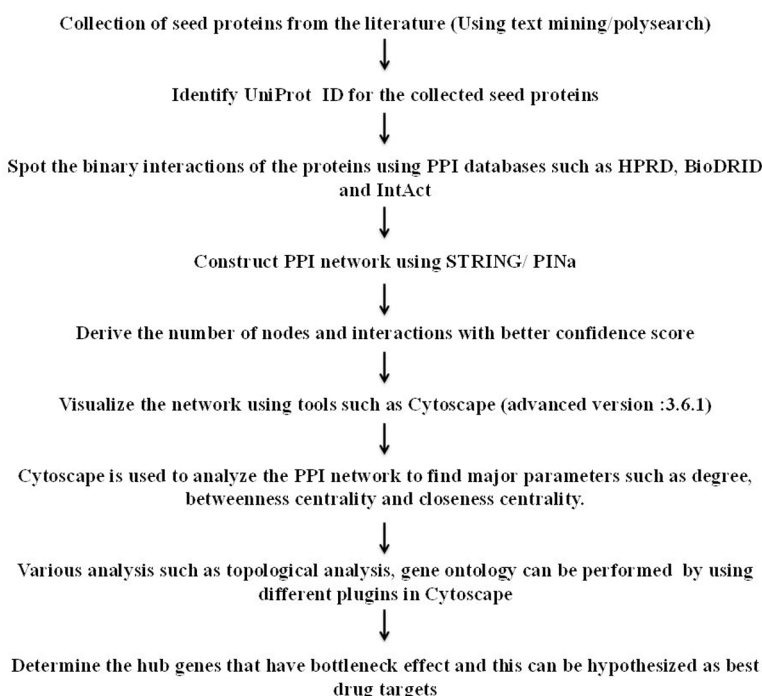 Collection of seed proteins from the literature (Using text mining/polysearch)
Identify UniProt ID for the collected seed proteins
Spot the binary interactions of the proteins using PPI databases such as HPRD, BioDRID
and IntAct
Construct PPI network using STRING/ PINa
Derive the number of nodes and interactions with better confidence score
Visualize the network using tools such as Cytoscape (advanced version :3.6.1)
Cytoscape is used to analyze the PPI network to find major parameters such as degree,
betweenness centrality and closeness centrality.
Various analysis such as topological analysis, gene ontology can be performed by using
different plugins in Cytoscape
Determine the hub genes that have bottleneck effect and this can be hypothesized as best
drug targets